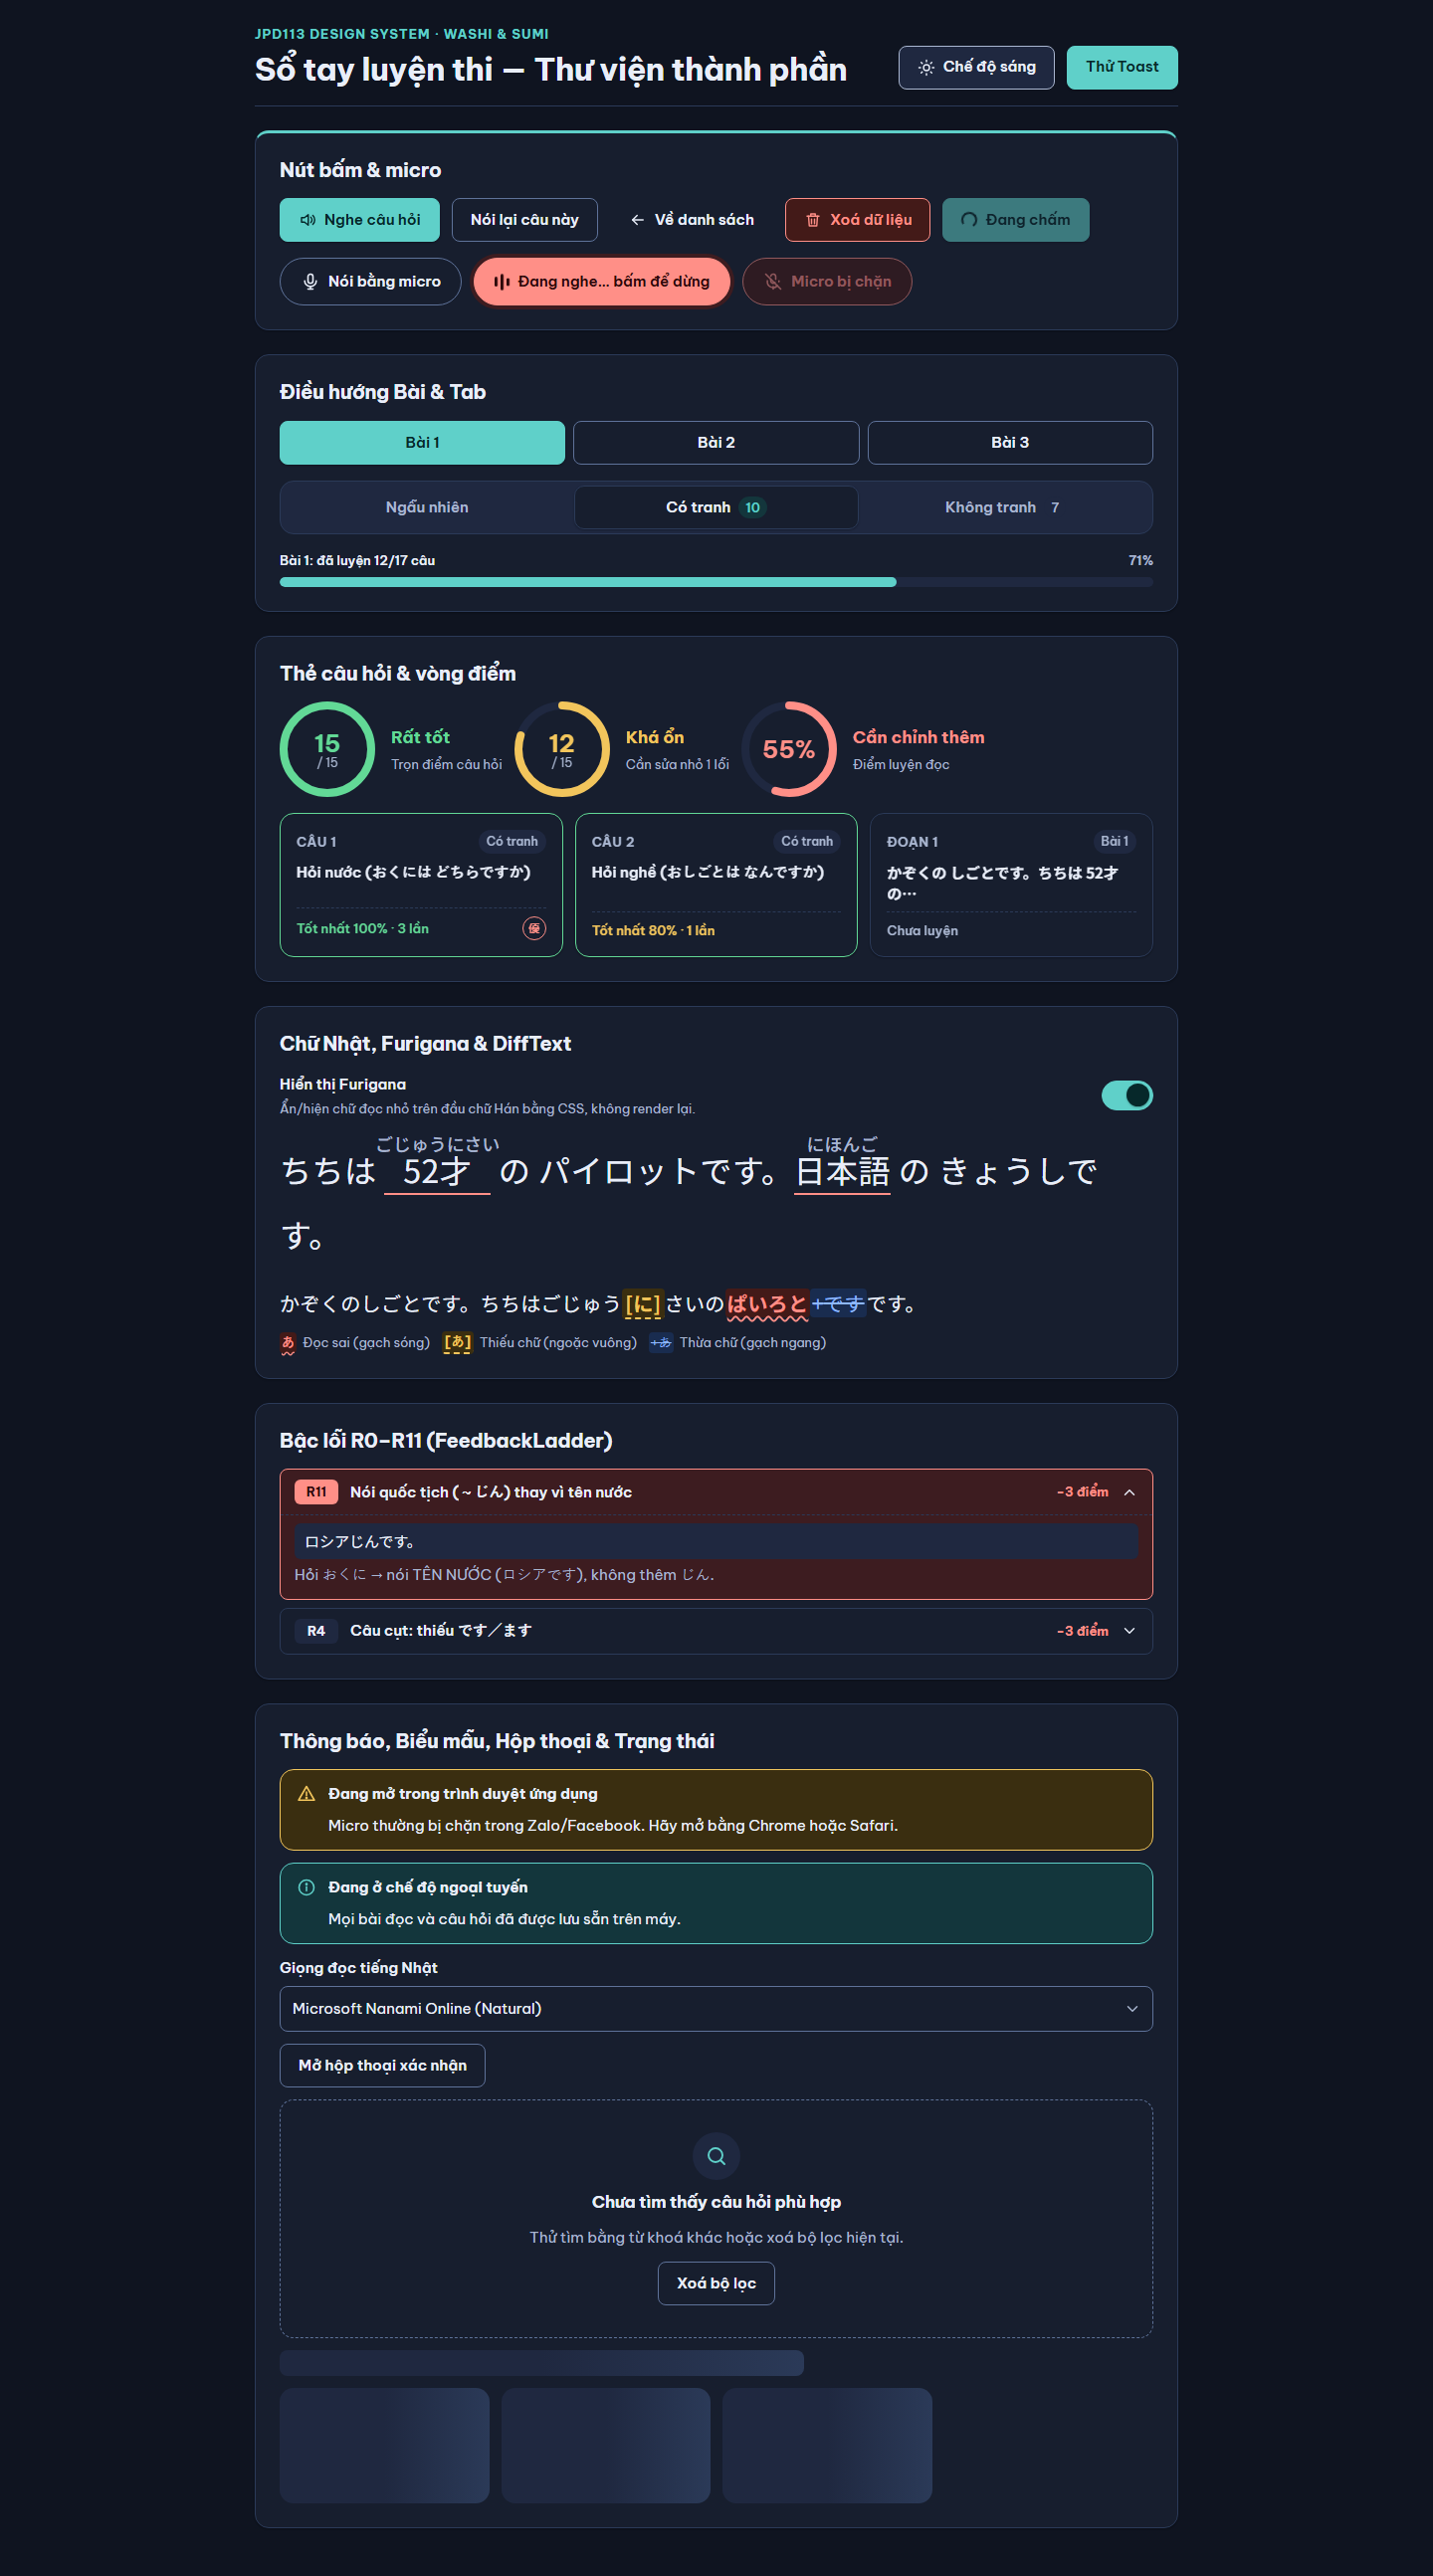 JPD113 DESIGN SYSTEM · WASHI & SUMI
Sổ tay luyện thi — Thư viện thành phần
Chế độ sáng
Thử Toast
Nút bấm & micro
Nghe câu hỏi
Nói lại câu này
Về danh sách
Xoá dữ liệu
Đang chấm
Nói bằng micro
Đang nghe... bấm để dừng
Micro bị chặn
Điều hướng Bài & Tab
Bài 1
Bài 2
Bài 3
Ngẫu nhiên
Có tranh 10
Không tranh 7
Bài 1: đã luyện 12/17 câu
71%
Thẻ câu hỏi & vòng điểm
15
/ 15
Rất tốt
Trọn điểm câu hỏi
12
/ 15
Khá ổn
Cần sửa nhỏ 1 lỗi
55%
Cần chỉnh thêm
Điểm luyện đọc
CÂU 1
Có tranh
Hỏi nước (おくには どちらですか)
Tốt nhất 100% · 3 lần
優
CÂU 2
Có tranh
Hỏi nghề (おしごとは なんですか)
Tốt nhất 80% · 1 lần
ĐOẠN 1
Bài 1
かぞくの しごとです。ちちは 52才
の…
Chưa luyện
Chữ Nhật, Furigana & DiffText
Hiển thị Furigana
Ẩn/hiện chữ đọc nhỏ trên đầu chữ Hán bằng CSS, không render lại.
ごじゅうにさい
にほんご
ちちは 52才 の パイロットです。日本語 の きょうしで
す。
かぞくのしごとです。ちちはごじゅう[に]さいのぱいろと+ですです。
あ Đọc sai (gạch sóng)
[あ] Thiếu chữ (ngoặc vuông)
+あ Thừa chữ (gạch ngang)
Bậc lỗi R0–R11 (FeedbackLadder)
R11
Nói quốc tịch (～じん) thay vì tên nước
−3 điểm
ロシアじんです。
Hỏi おくに → nói TÊN NƯỚC (ロシアです), không thêm じん.
R4
Câu cụt: thiếu です／ます
−3 điểm
Thông báo, Biểu mẫu, Hộp thoại & Trạng thái
Đang mở trong trình duyệt ứng dụng
Micro thường bị chặn trong Zalo/Facebook. Hãy mở bằng Chrome hoặc Safari.
Đang ở chế độ ngoại tuyến
Mọi bài đọc và câu hỏi đã được lưu sẵn trên máy.
Giọng đọc tiếng Nhật
Microsoft Nanami Online (Natural)
Mở hộp thoại xác nhận
Chưa tìm thấy câu hỏi phù hợp
Thử tìm bằng từ khoá khác hoặc xoá bộ lọc hiện tại.
Xoá bộ lọc